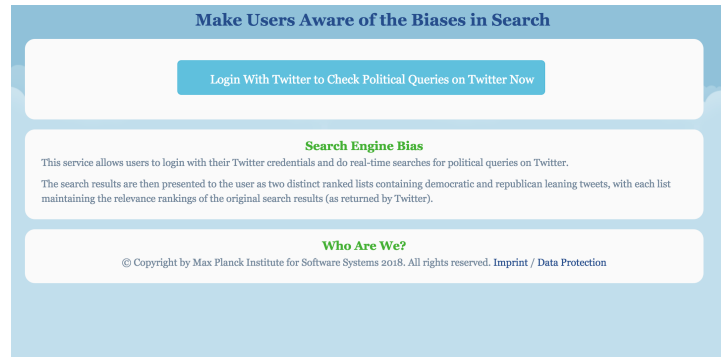 Make Users Aware of the Biases in Search
Login With Twitter to Check Political Queries on Twitter Now
Search Engine Bias
This service allows users to login with their Twitter credentials and do real-time searches for political queries on Twitter.
The search results are then presented to the user as two distinct ranked lists containing democratic and republican leaning tweets, with each list
maintaining the relevance rankings of the original search results (as returned by Twitter).
Who Are We?
© Copyright by Max Planck Institute for Software Systems 2018. All rights reserved. Imprint / Data Protection